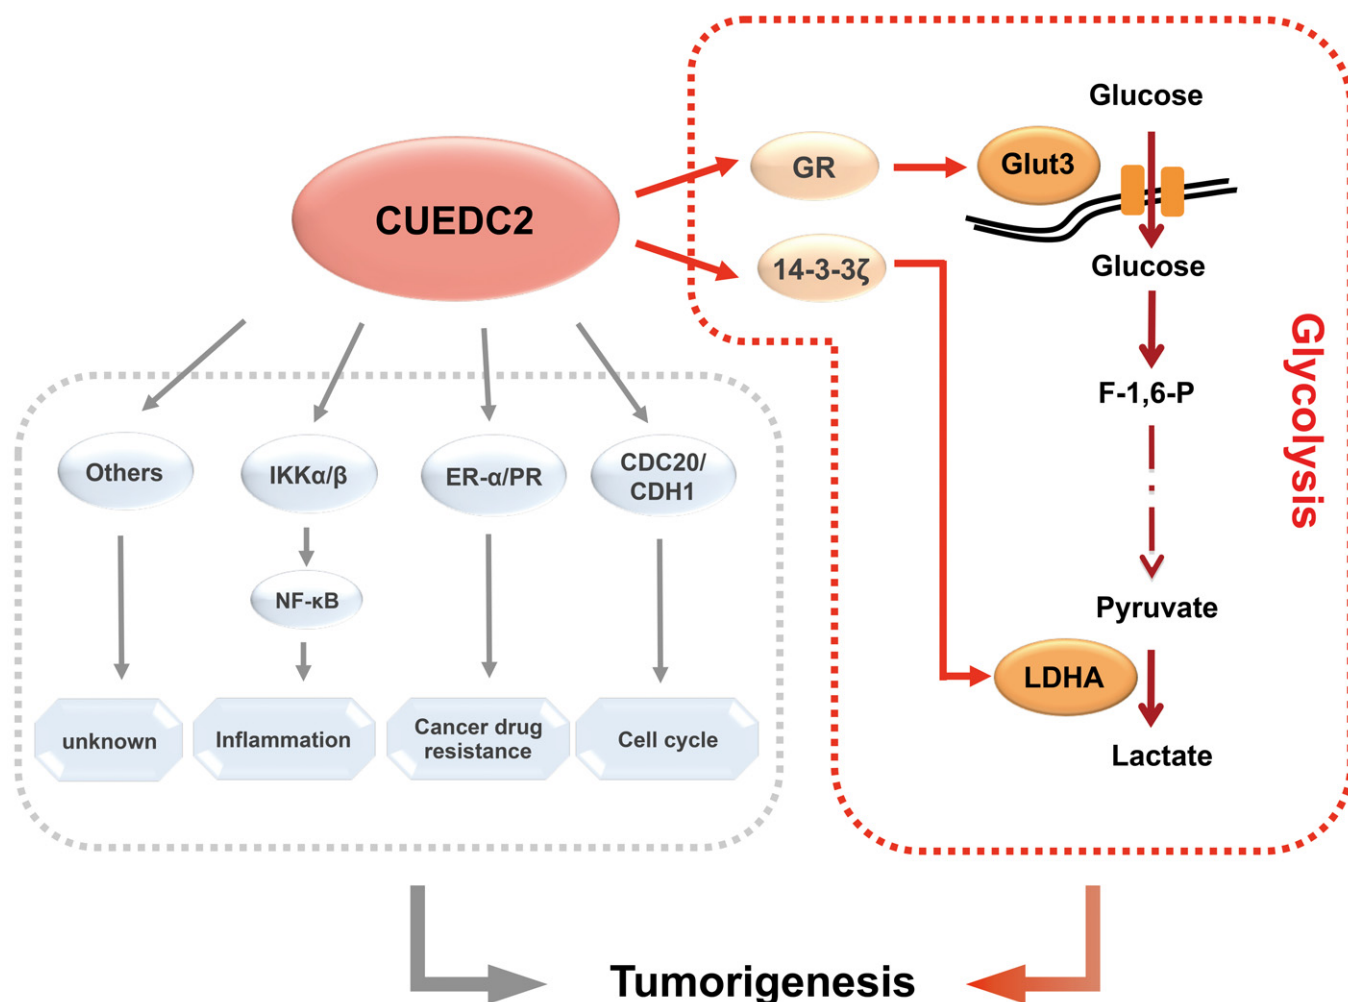 CUEDC2
GR
14-3-3ζ
Glut3
Glucose
Glucose
F-1,6-P
Pyruvate
LDHA
Lactate
Glycolysis
Others
IKKα/β
ER-α/PR
CDC20/
CDH1
NF-κB
unknown
Inflammation
Cancer drug
resistance
Cell cycle
Tumorigenesis